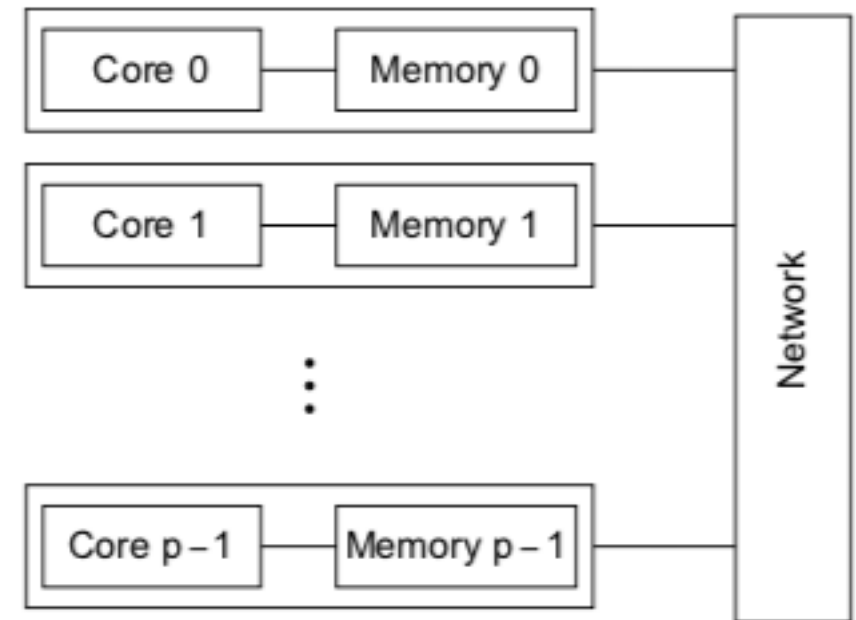 Core 0
Memory 0
Core 1
Memory 1
Network
Core p – 1
Memory p – 1